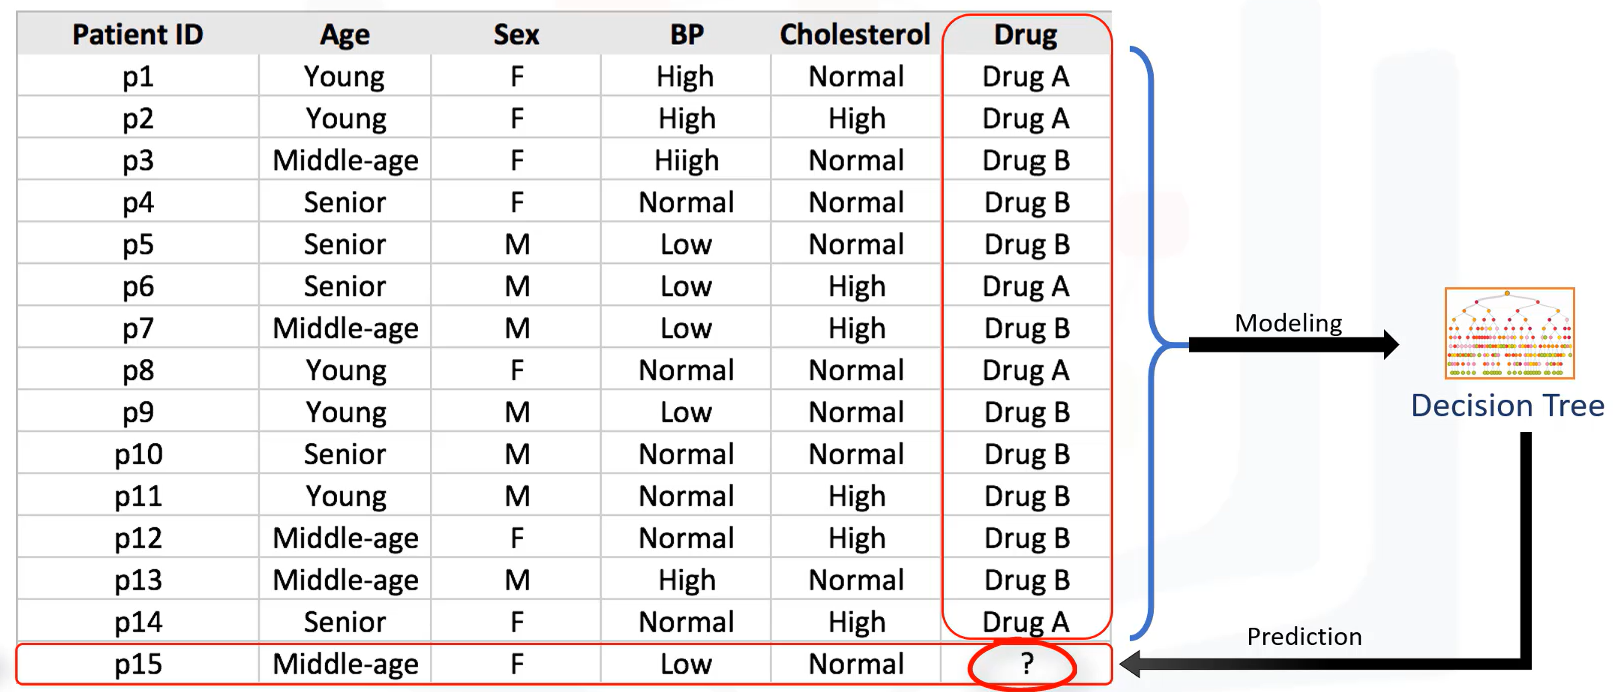 Patient ID Age Sex BP Cholesterol Drug
p1 Young F High Normal Drug A
p2 Young F High High Drug A
p3 Middle-age F Hiigh Normal Drug B
p4 Senior F Normal Normal Drug B
p5 Senior M Low Normal Drug B
p6 Senior M Low High Drug A
p7 Middle-age M Low High Drug B
p8 Young F Normal Normal Drug A
p9 Young M Low Normal Drug B
p10 Senior M Normal Normal Drug B
p11 Young M Normal High Drug B
p12 Middle-age F Normal High Drug B
p13 Middle-age M High Normal Drug B
p14 Senior F Normal High Drug A
p15 Middle-age F Low Normal ?
Modeling
Decision Tree
Prediction